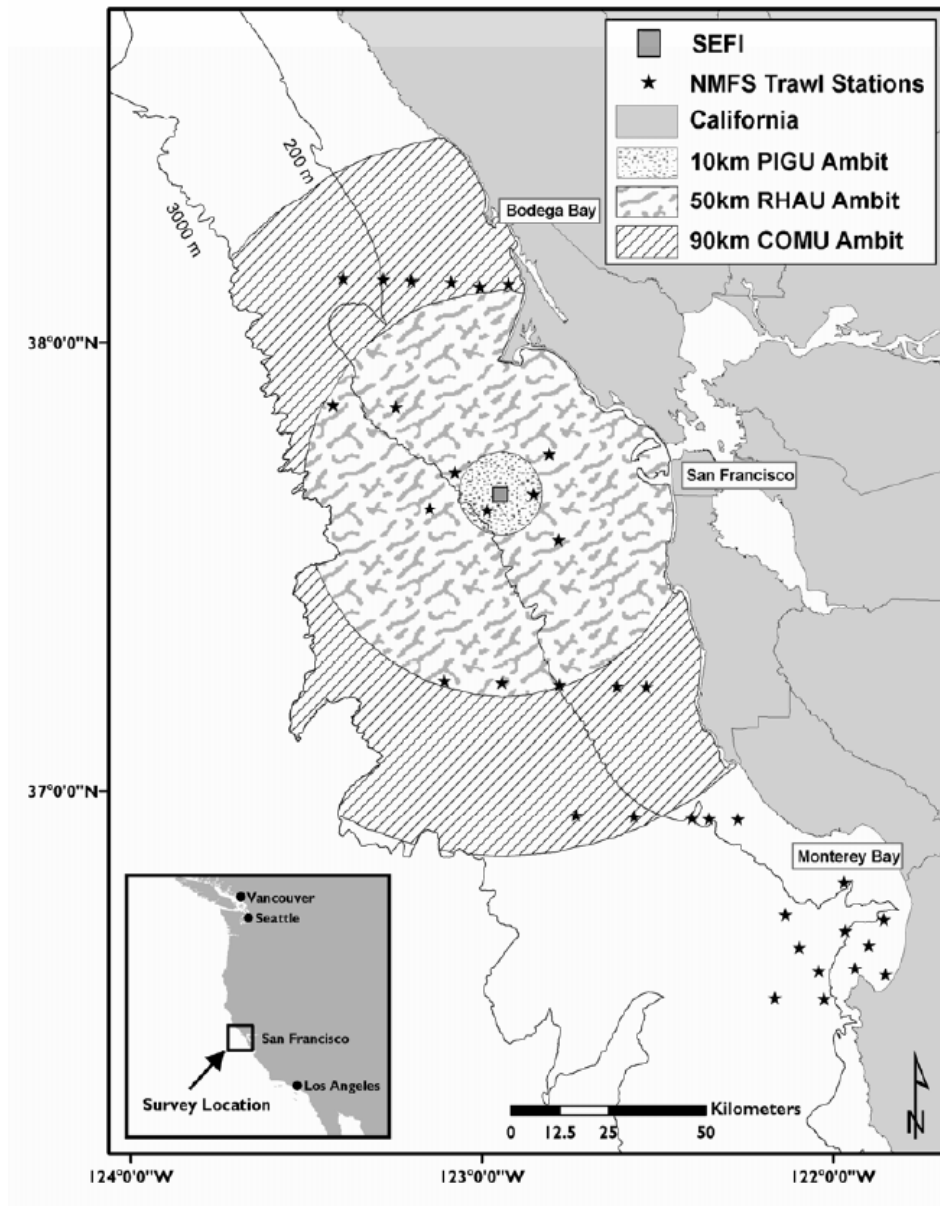 SEFI
NMFS Trawl Stations
California
10km PIGU Ambit
50km RHAU Ambit
90km COMU Ambit
200 m
3000 m
Bodega Bay
38°0'0"N
San Francisco
37°0'0"N
Monterey Bay
Vancouver
Seattle
San Francisco
Los Angeles
Survey Location
Kilometers
0 12.5 25 50
N
124°0'0"W 123°0'0"W 122°0'0"W